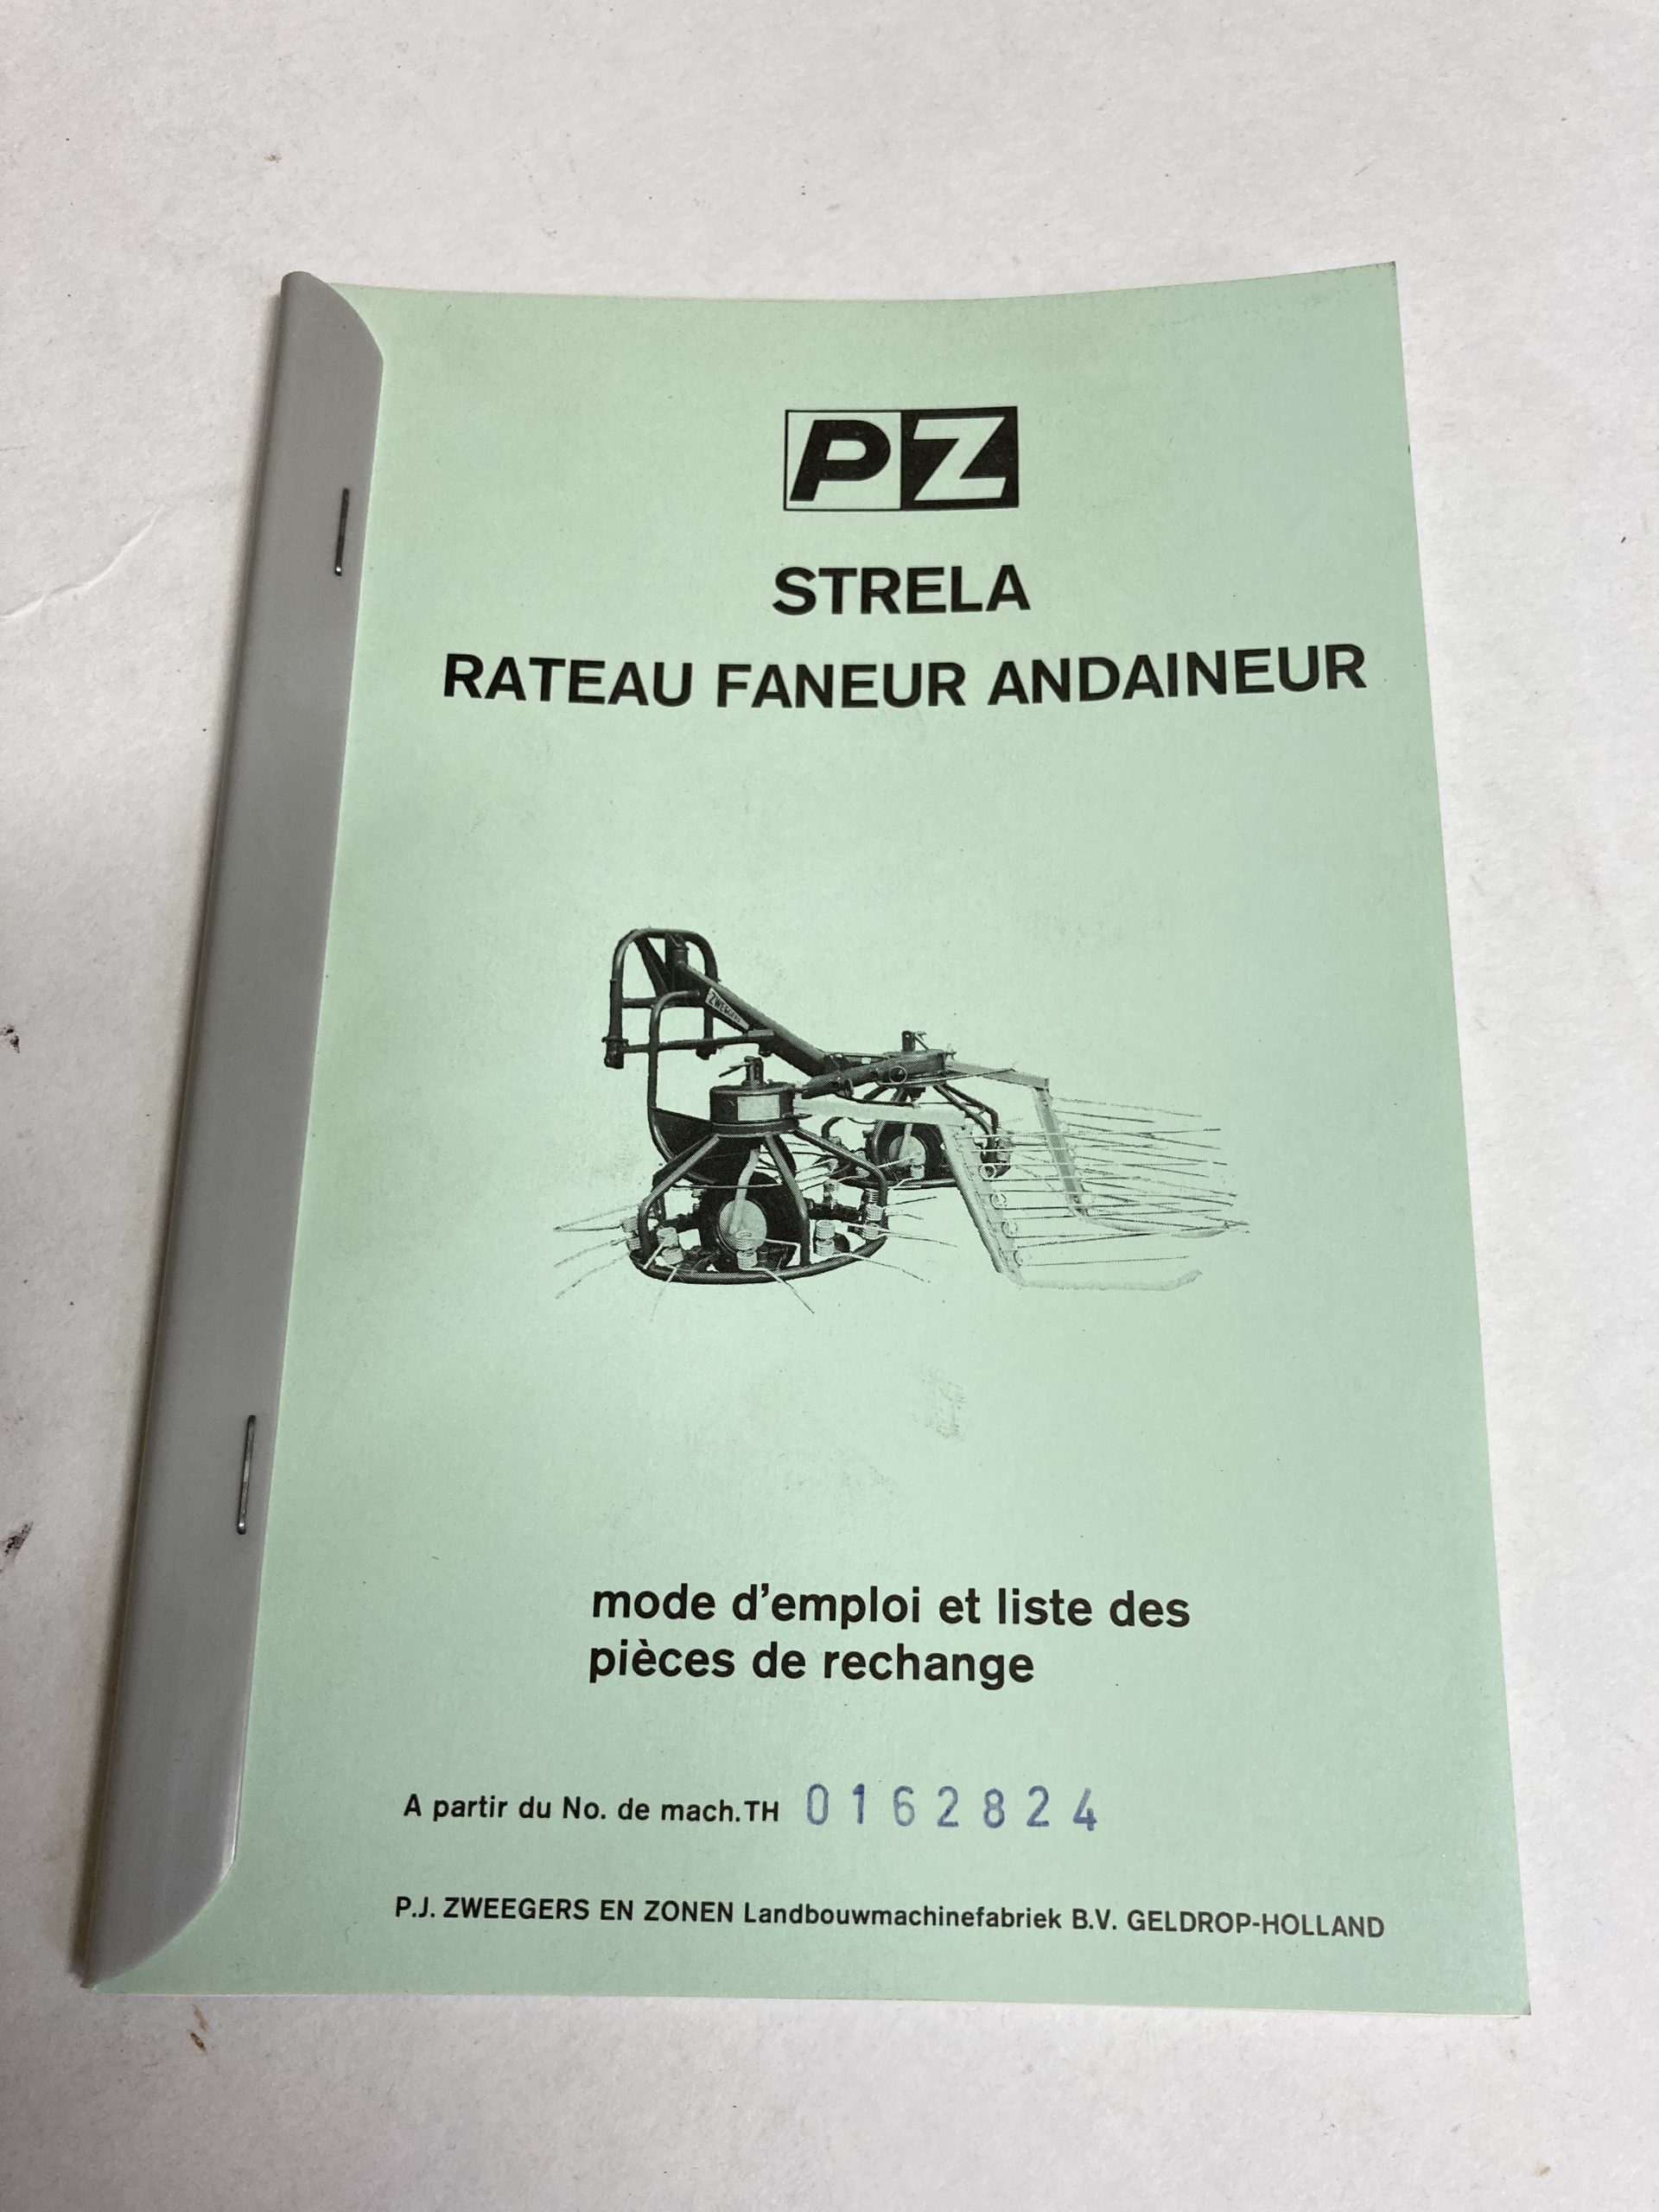 PZ
STRELA
RATEAU FANEUR ANDAINEUR
ZWEEGERS
mode d'emploi et liste des
pièces de rechange
A partir du No. de mach. TH 0162824
P.J. ZWEEGERS EN ZONEN Landbouwmachinefabriek B.V. GELDROP-HOLLAND